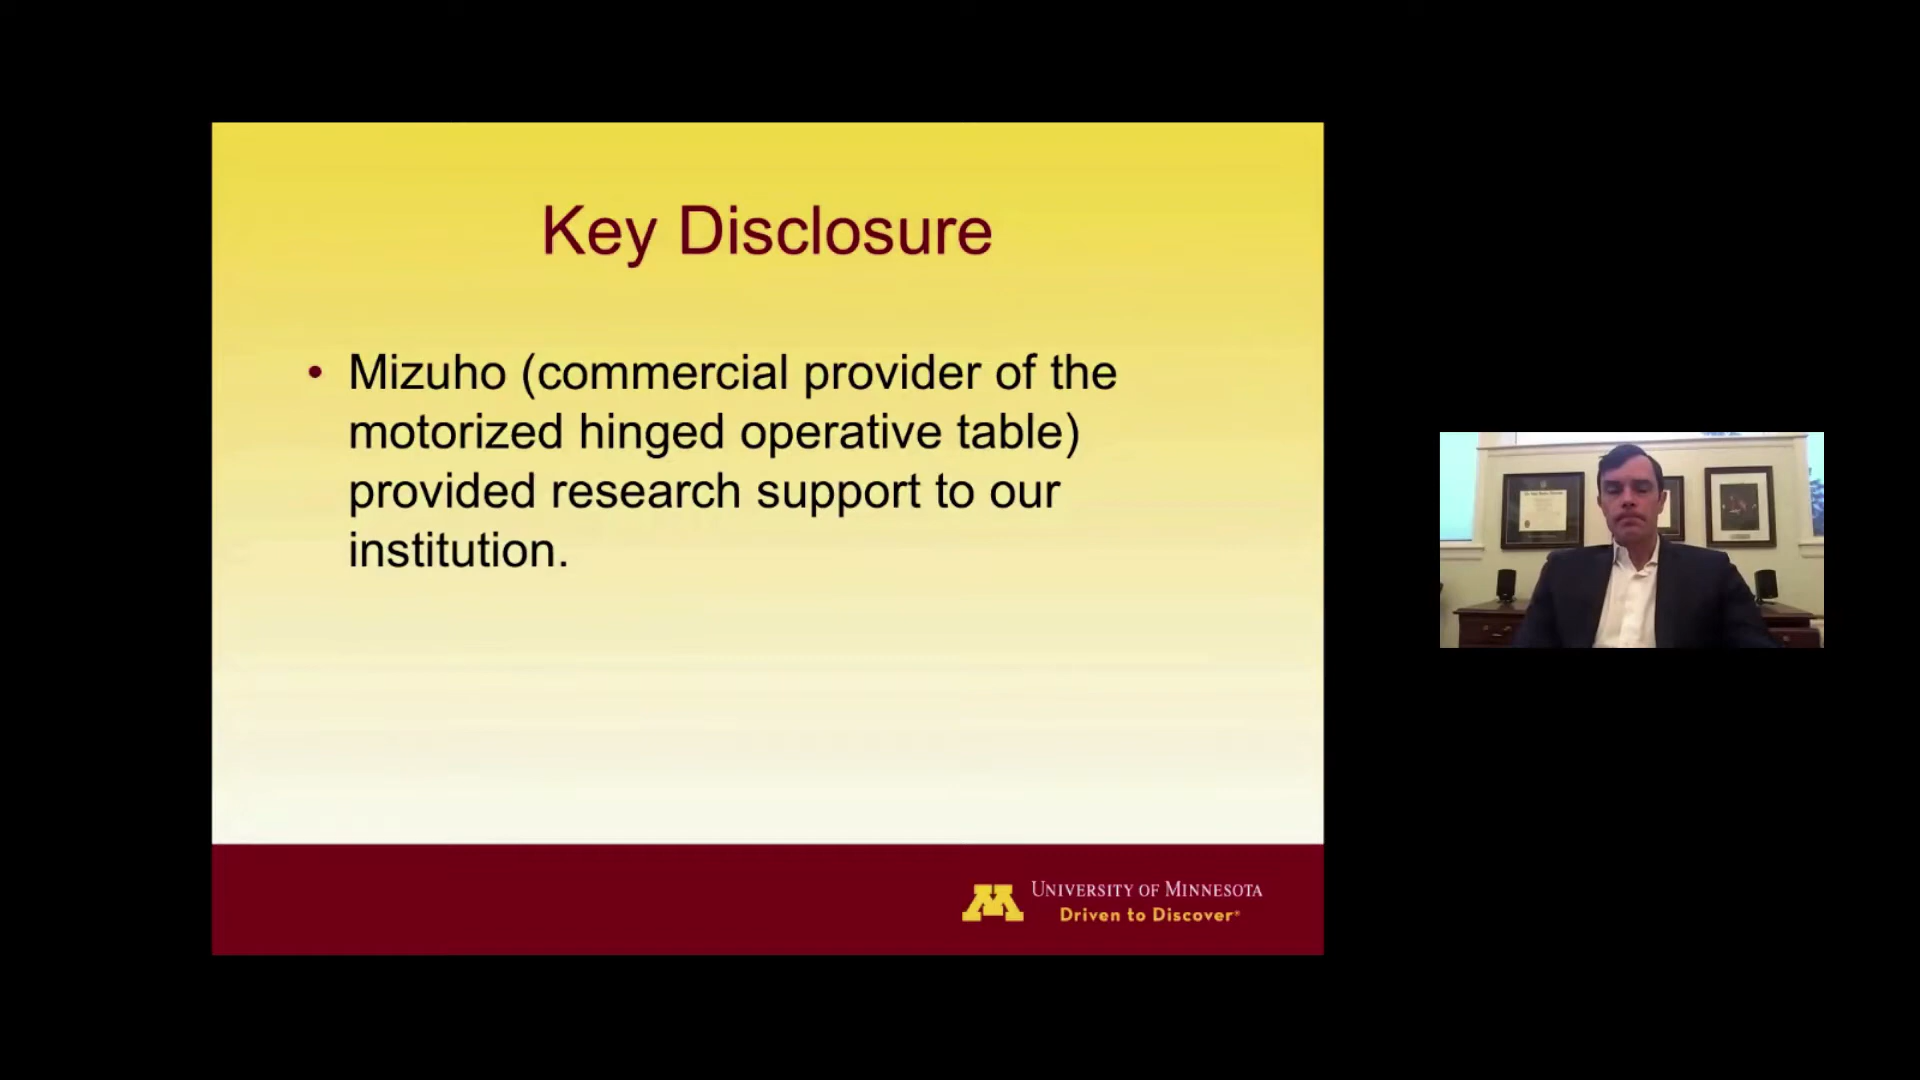 Key Disclosure
• Mizuho (commercial provider of the
motorized hinged operative table)
provided research support to our
institution.
UNIVERSITY OF MINNESOTA
Driven to Discover®